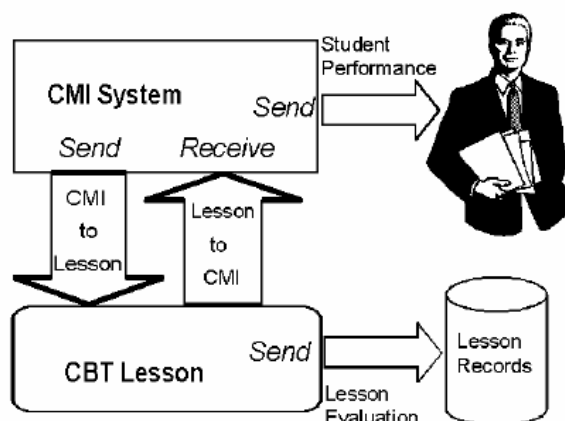 Student
Performance
CMI System
Send
Send
Receive
CMI
to
Lesson
Lesson
to
CMI
Send
CBT Lesson
Lesson
Records
Lesson
Evaluation